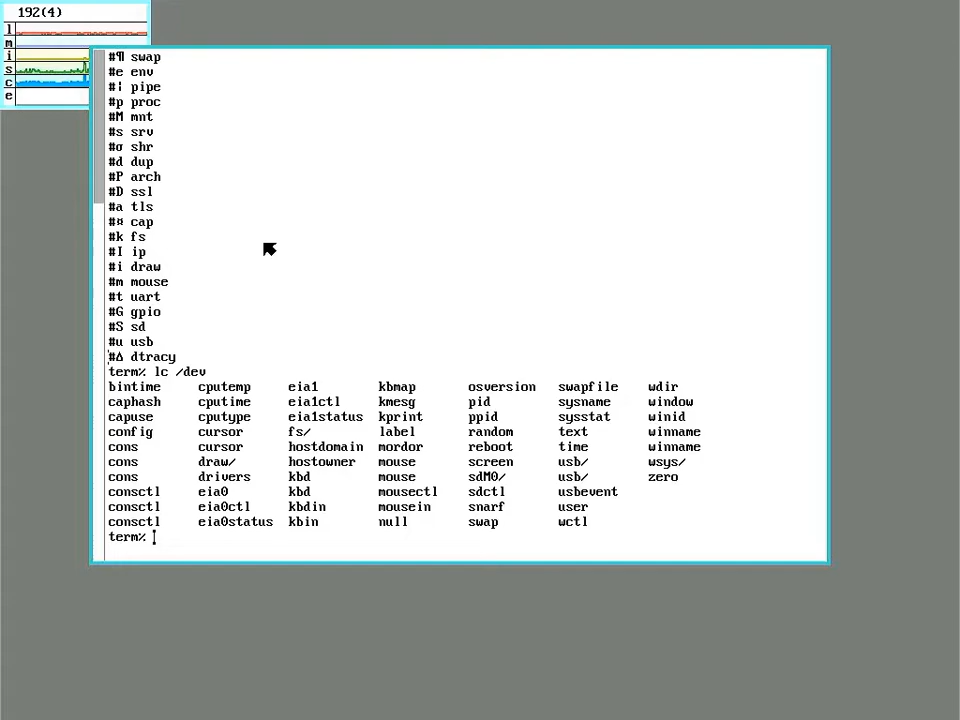 192(4)
l
m
i
s
c
e
#¶ swap
#e env
#| pipe
#p proc
#M mnt
#s srv
#σ shr
#d dup
#P arch
#D ssl
#a tls
#¤ cap
#k fs
#I ip
#i draw
#m mouse
#t uart
#G gpio
#S sd
#u usb
#Δ dtracy
term% lc /dev
bintime cputemp eia1 kbmap osversion swapfile wdir
caphash cputime eia1ctl kmesg pid sysname window
capuse cputype eia1status kprint ppid sysstat winid
config cursor fs/ label random text winname
cons cursor hostdomain mordor reboot time winname
cons draw/ hostowner mouse screen usb/ wsys/
cons drivers kbd mouse sdM0/ usb/ zero
consctl eia0 kbd mousectl sdctl usbevent
consctl eia0ctl kbdin mousein snarf user
consctl eia0status kbin null swap wctl
term%